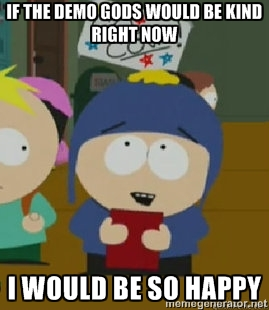 IF THE DEMO GODS WOULD BE KIND
RIGHT NOW
I WOULD BE SO HAPPY
memegenerator.net